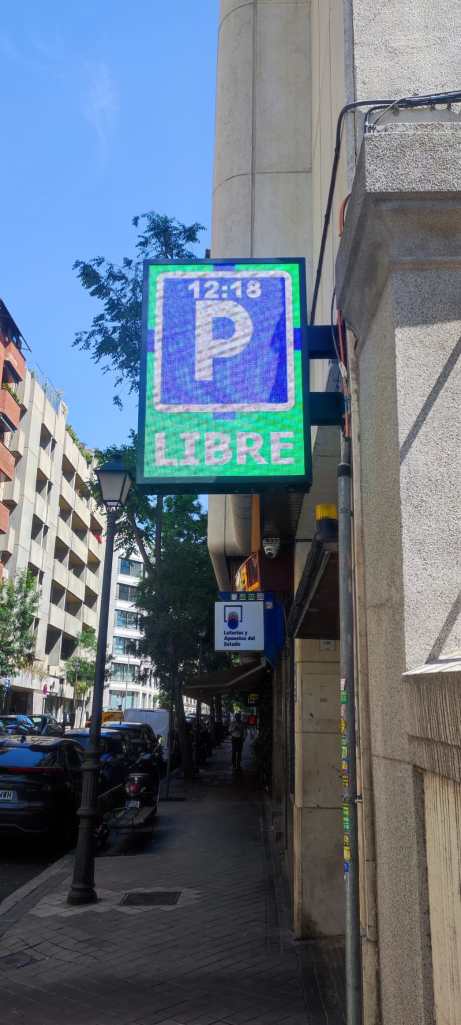 12:18
P
LIBRE
Loterías y
Apuestas del
Estado